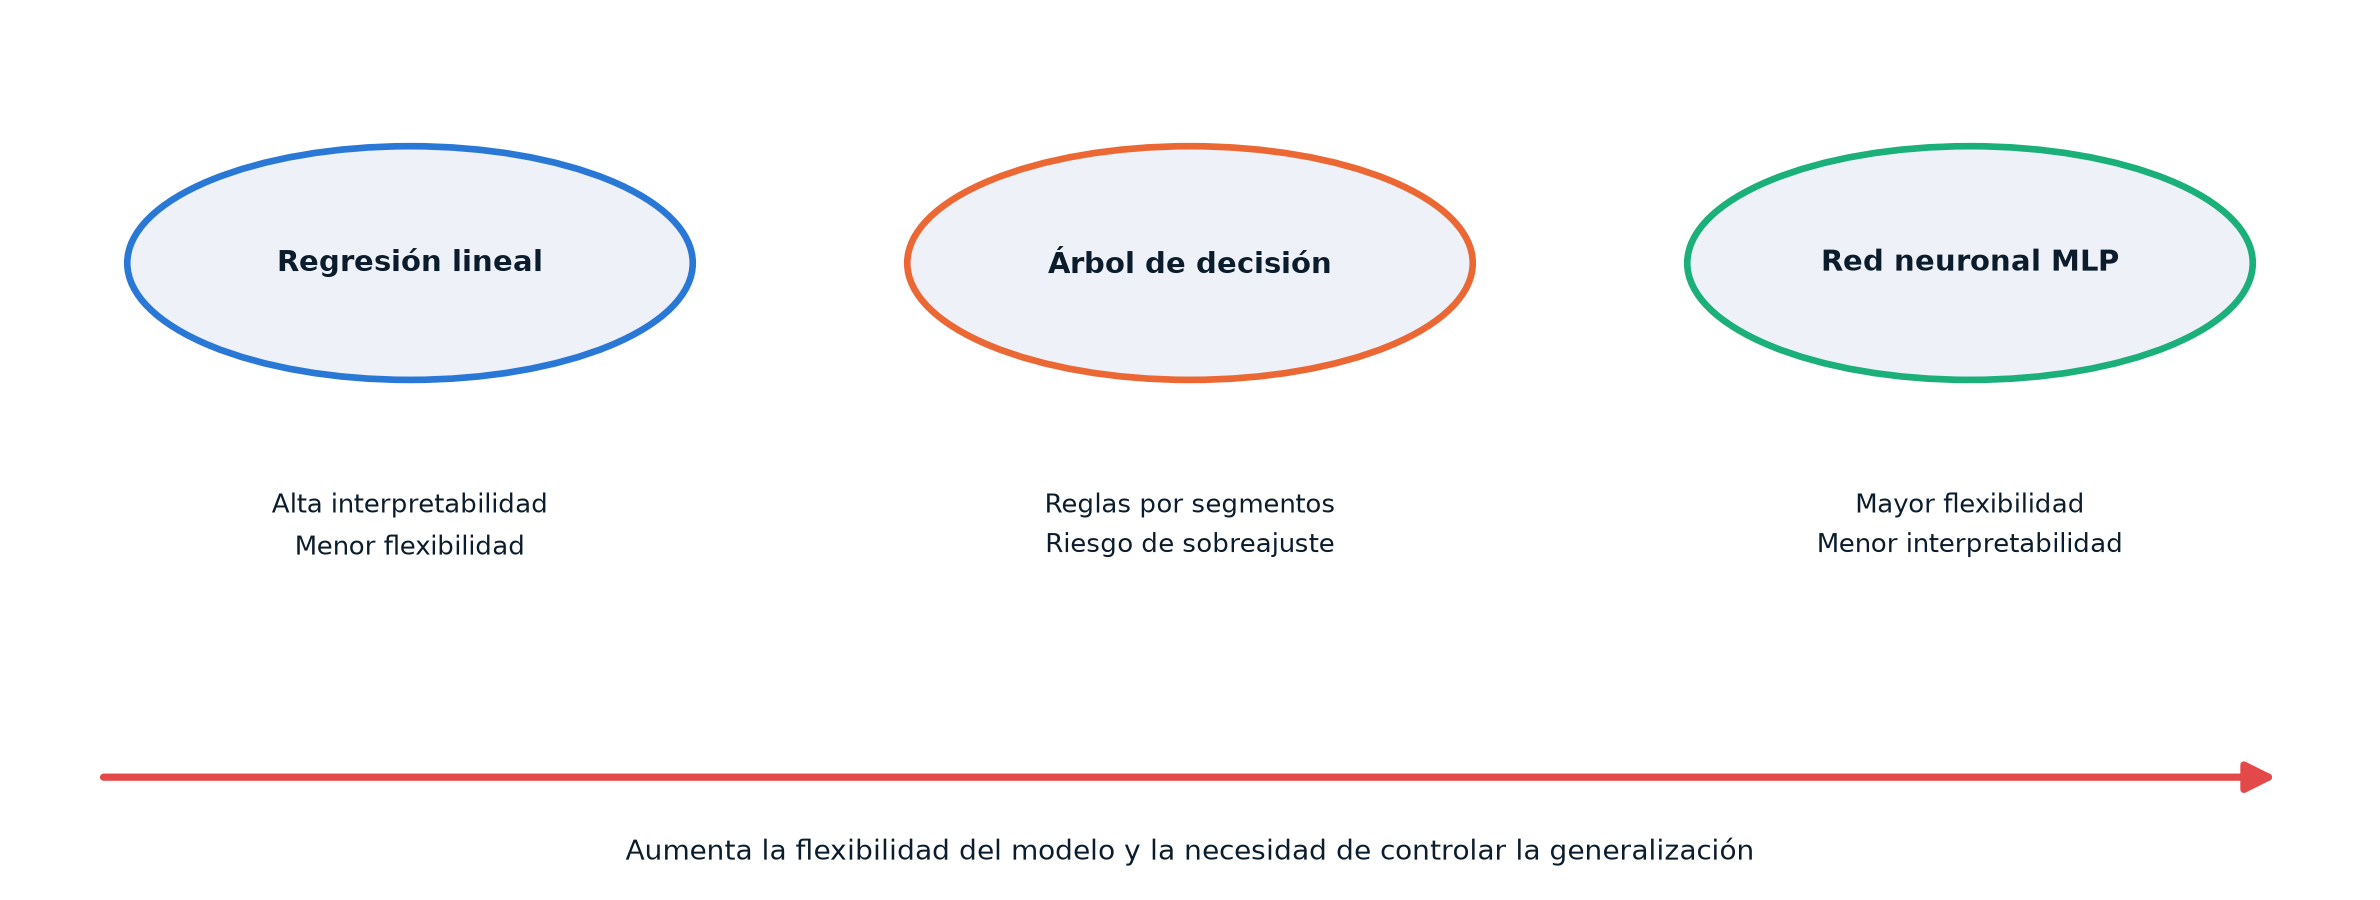 Regresión lineal
Árbol de decisión
Red neuronal MLP
Alta interpretabilidad
Menor flexibilidad
Reglas por segmentos
Riesgo de sobreajuste
Mayor flexibilidad
Menor interpretabilidad
Aumenta la flexibilidad del modelo y la necesidad de controlar la generalización